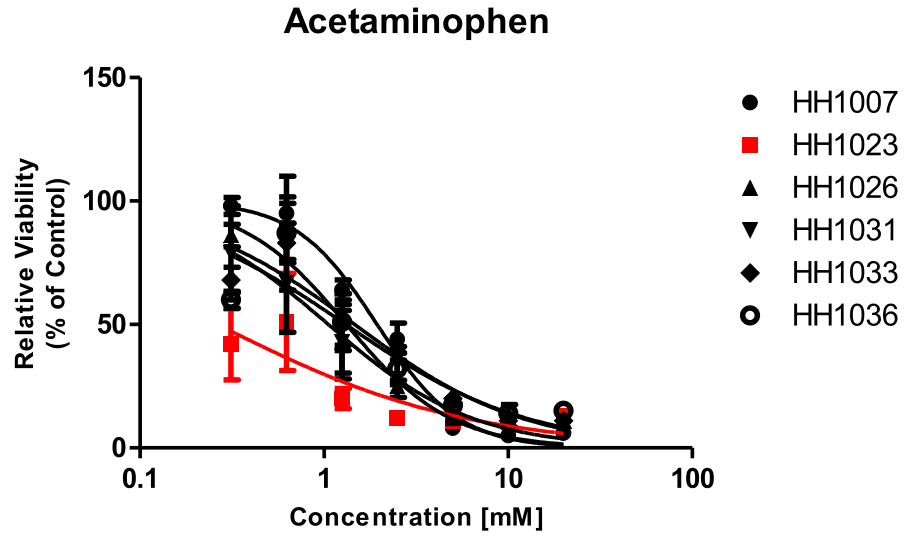 Acetaminophen
150
100
50
0
Relative Viability
(% of Control)
0.1
1
10
100
Concentration [mM]
HH1007
HH1023
HH1026
HH1031
HH1033
HH1036